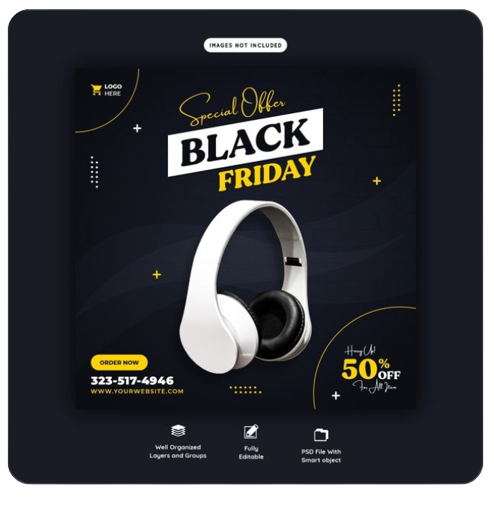 IMAGES NOT INCLUDED
LOGO
HERE
Special Offer
BLACK
FRIDAY
ORDER NOW
323-517-4946
WWW.YOURWEBSITE.COM
Hurry Up!
50%
OFF
For All Item
Well Organized
Layers and Groups
Fully
Editable
PSD File With
Smart object